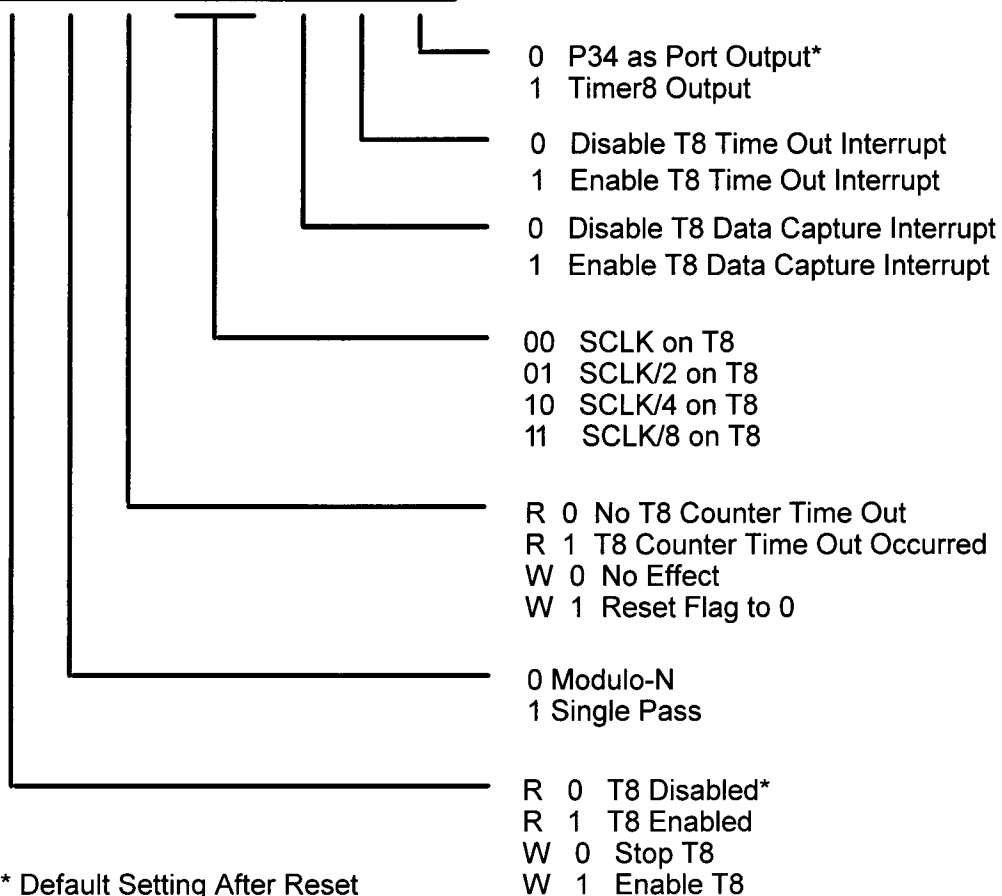 0 P34 as Port Output*
1 Timer8 Output
0 Disable T8 Time Out Interrupt
1 Enable T8 Time Out Interrupt
0 Disable T8 Data Capture Interrupt
1 Enable T8 Data Capture Interrupt
00 SCLK on T8
01 SCLK/2 on T8
10 SCLK/4 on T8
11 SCLK/8 on T8
R 0 No T8 Counter Time Out
R 1 T8 Counter Time Out Occurred
W 0 No Effect
W 1 Reset Flag to 0
0 Modulo-N
1 Single Pass
R 0 T8 Disabled*
R 1 T8 Enabled
W 0 Stop T8
W 1 Enable T8
* Default Setting After Reset